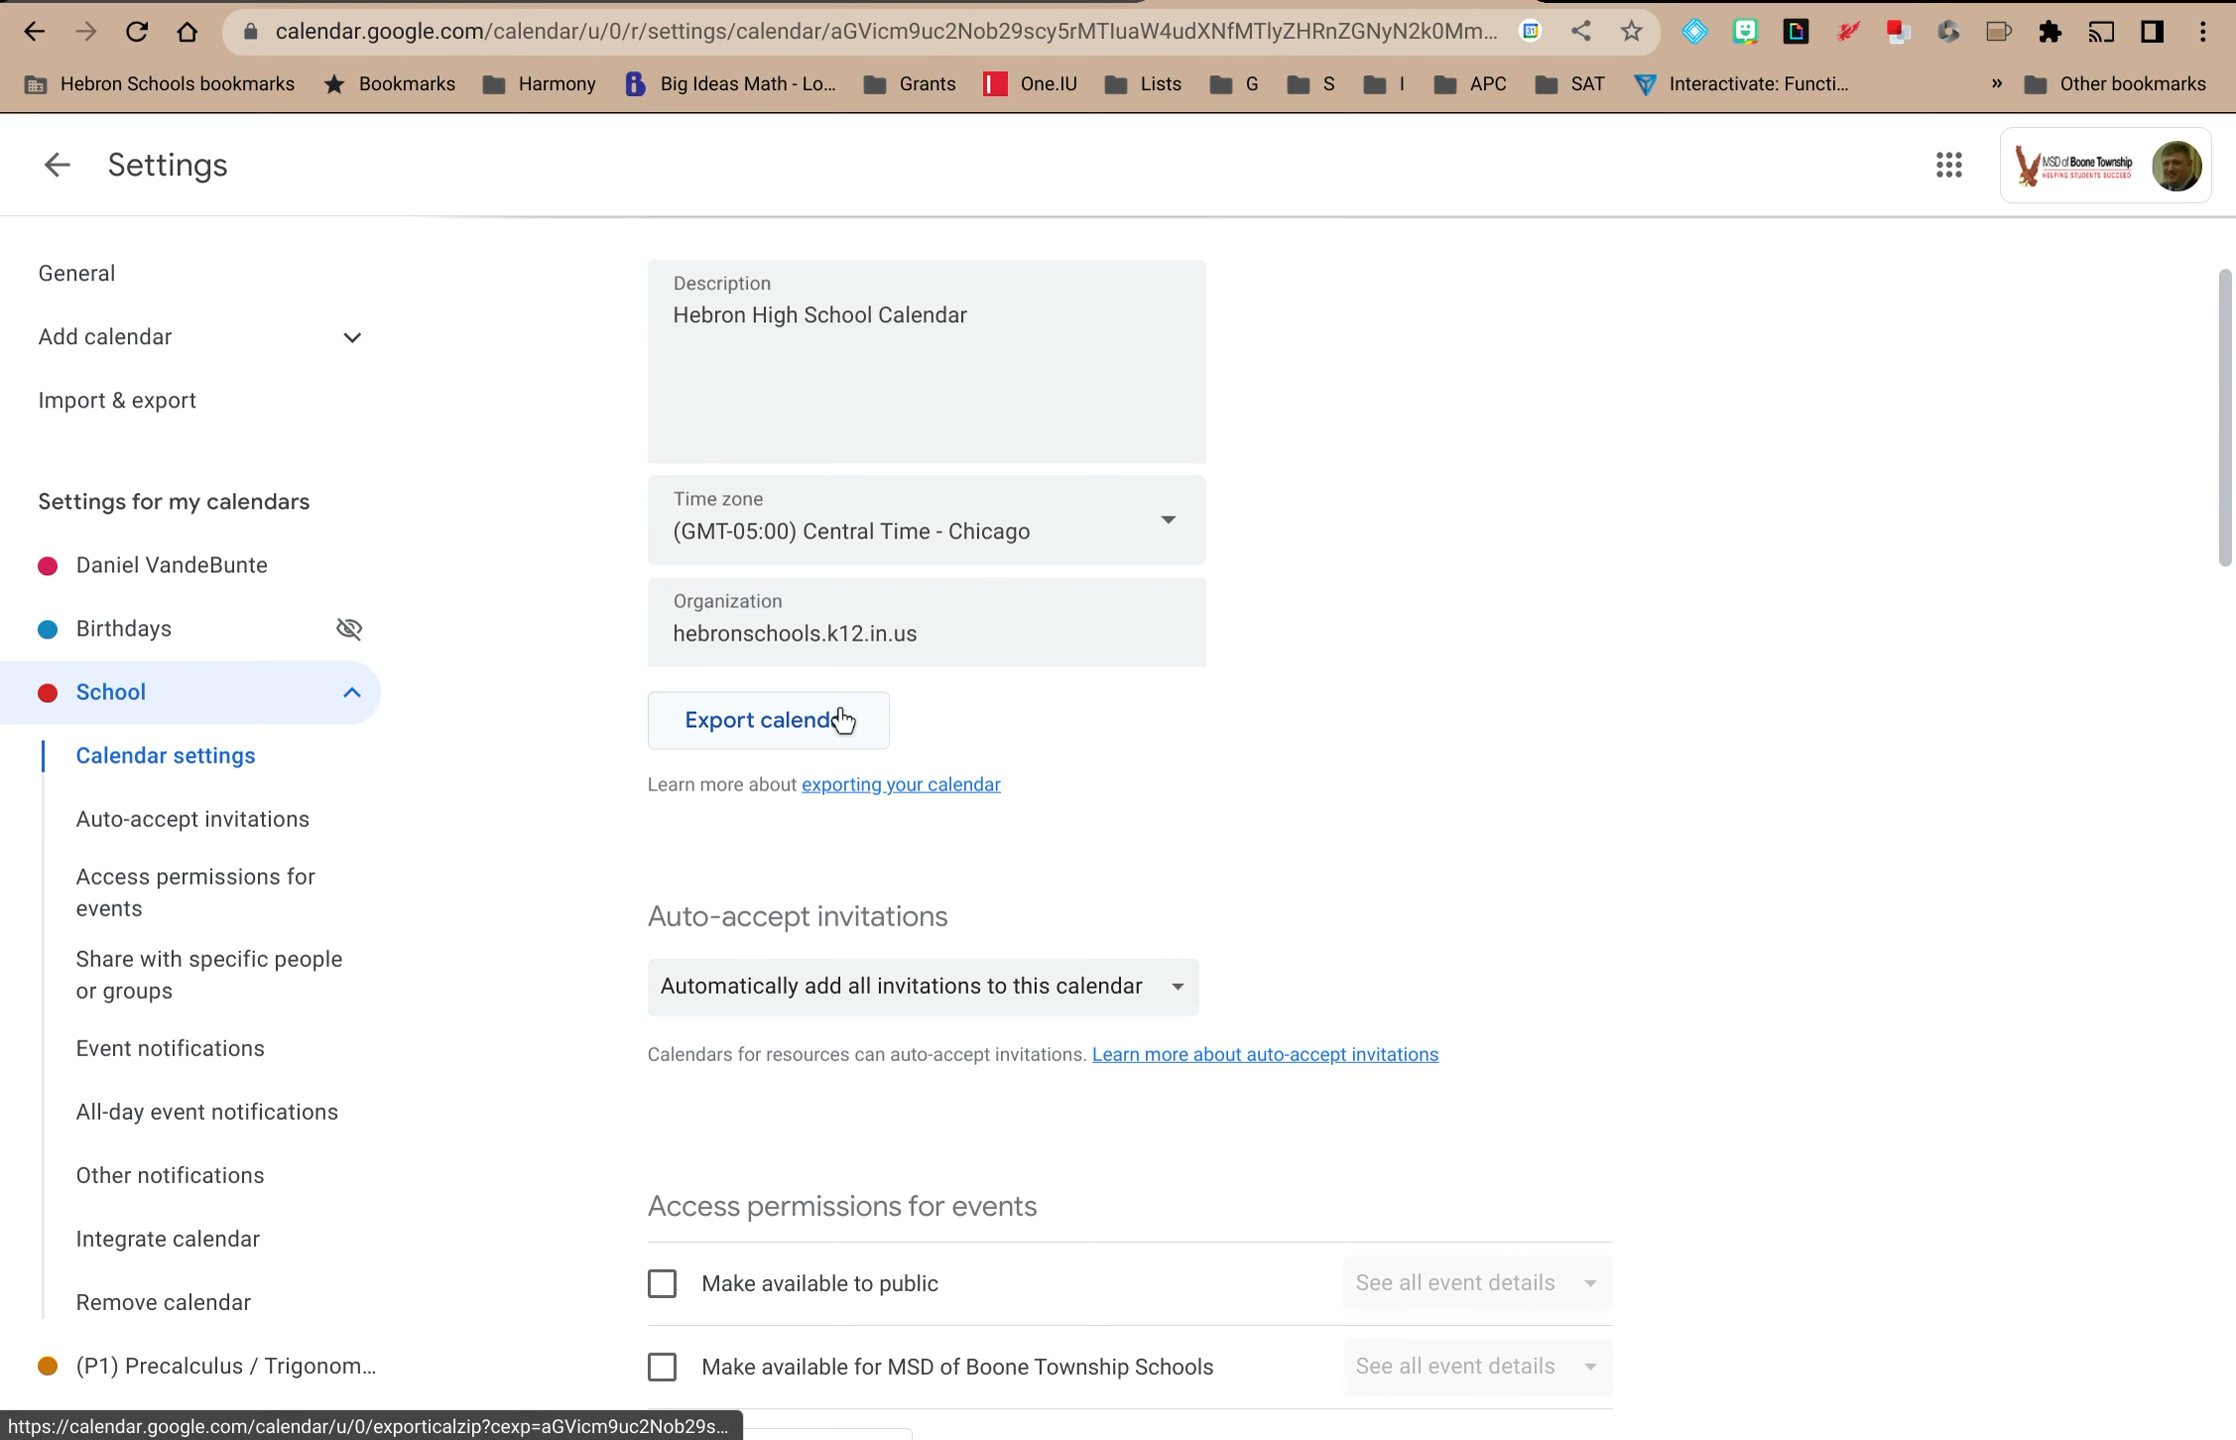 calendar.google.com/calendar/u/0/r/settings/calendar/aGVicm9uc2Nob29scy5rMTIuaW4udXNfMTIyZHRnZGNyN2k0Mm...
Hebron Schools bookmarks Bookmarks Harmony Big Ideas Math - Lo... Grants One.IU Lists G S I APC SAT Interactivate: Functi... » Other bookmarks
Settings
MSD of Boone Township
HELPING STUDENTS SUCCEED
General
Add calendar
Import & export
Settings for my calendars
Daniel VandeBunte
Birthdays
School
Calendar settings
Auto-accept invitations
Access permissions for
events
Share with specific people
or groups
Event notifications
All-day event notifications
Other notifications
Integrate calendar
Remove calendar
(P1) Precalculus / Trigonom...
Description
Hebron High School Calendar
Time zone
(GMT-05:00) Central Time - Chicago
Organization
hebronschools.k12.in.us
Export calend
Learn more about exporting your calendar
Auto-accept invitations
Automatically add all invitations to this calendar
Calendars for resources can auto-accept invitations. Learn more about auto-accept invitations
Access permissions for events
Make available to public See all event details
Make available for MSD of Boone Township Schools See all event details
https://calendar.google.com/calendar/u/0/exporticalzip?cexp=aGVicm9uc2Nob29s...